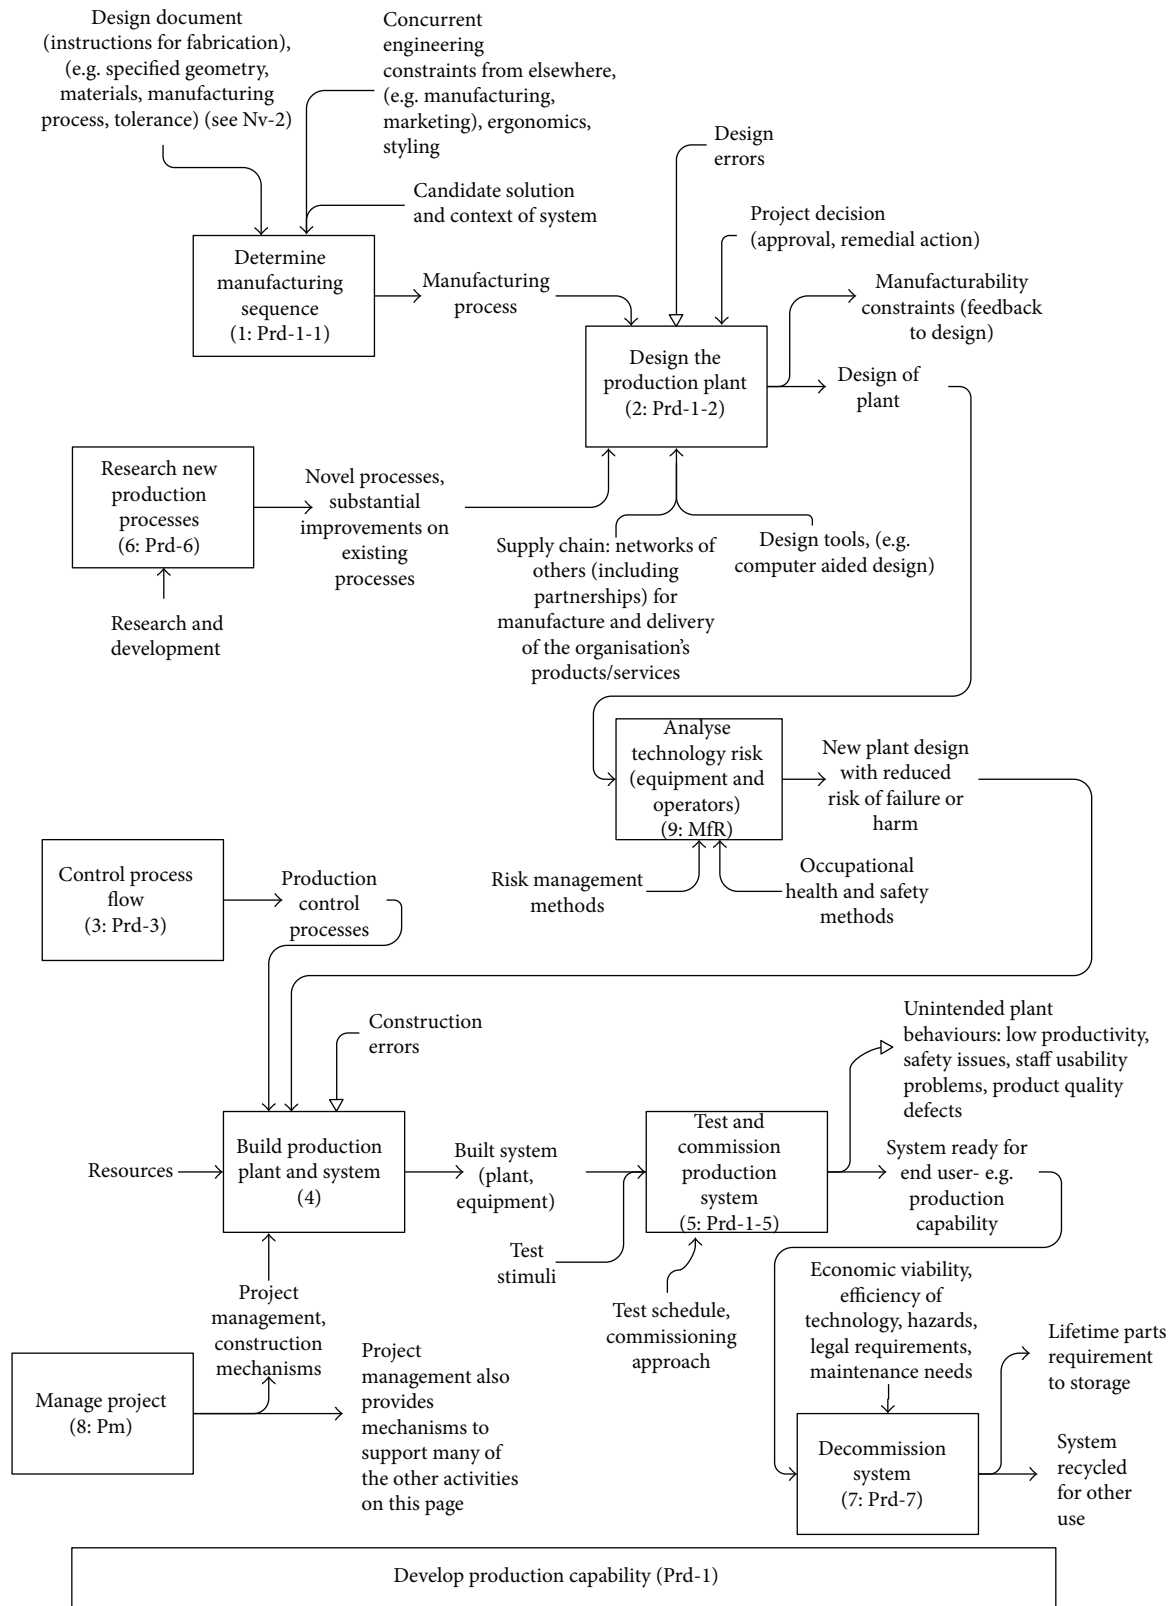 Design document
(instructions for fabrication),
(e.g. specified geometry,
materials, manufacturing
process, tolerance) (see Nv-2)
Concurrent
engineering
constraints from elsewhere,
(e.g. manufacturing,
marketing), ergonomics,
styling
Design
errors
Candidate solution
and context of system
Project decision
(approval, remedial action)
Determine
manufacturing
sequence
(1: Prd-1-1)
Manufacturing
process
Manufacturability
constraints (feedback
to design)
Design the
production plant
(2: Prd-1-2)
Design of
plant
Research new
production
processes
(6: Prd-6)
Novel processes,
substantial
improvements on
existing
processes
Supply chain: networks of
others (including
partnerships) for
manufacture and delivery
of the organisation's
products/services
Design tools, (e.g.
computer aided design)
Research and
development
Analyse
technology risk
(equipment and
operators)
(9: MfR)
New plant design
with reduced
risk of failure or
harm
Control process
flow
(3: Prd-3)
Production
control
processes
Risk management
methods
Occupational
health and safety
methods
Construction
errors
Unintended plant
behaviours: low productivity,
safety issues, staff usability
problems, product quality
defects
Resources
Build production
plant and system
(4)
Built system
(plant,
equipment)
Test and
commission
production
system
(5: Prd-1-5)
System ready for
end user- e.g.
production
capability
Test
stimuli
Project
management,
construction
mechanisms
Test schedule,
commissioning
approach
Economic viability,
efficiency of
technology, hazards,
legal requirements,
maintenance needs
Lifetime parts
requirement
to storage
Manage project
(8: Pm)
Project
management also
provides
mechanisms to
support many of
the other activities
on this page
Decommission
system
(7: Prd-7)
System
recycled
for other
use
Develop production capability (Prd-1)